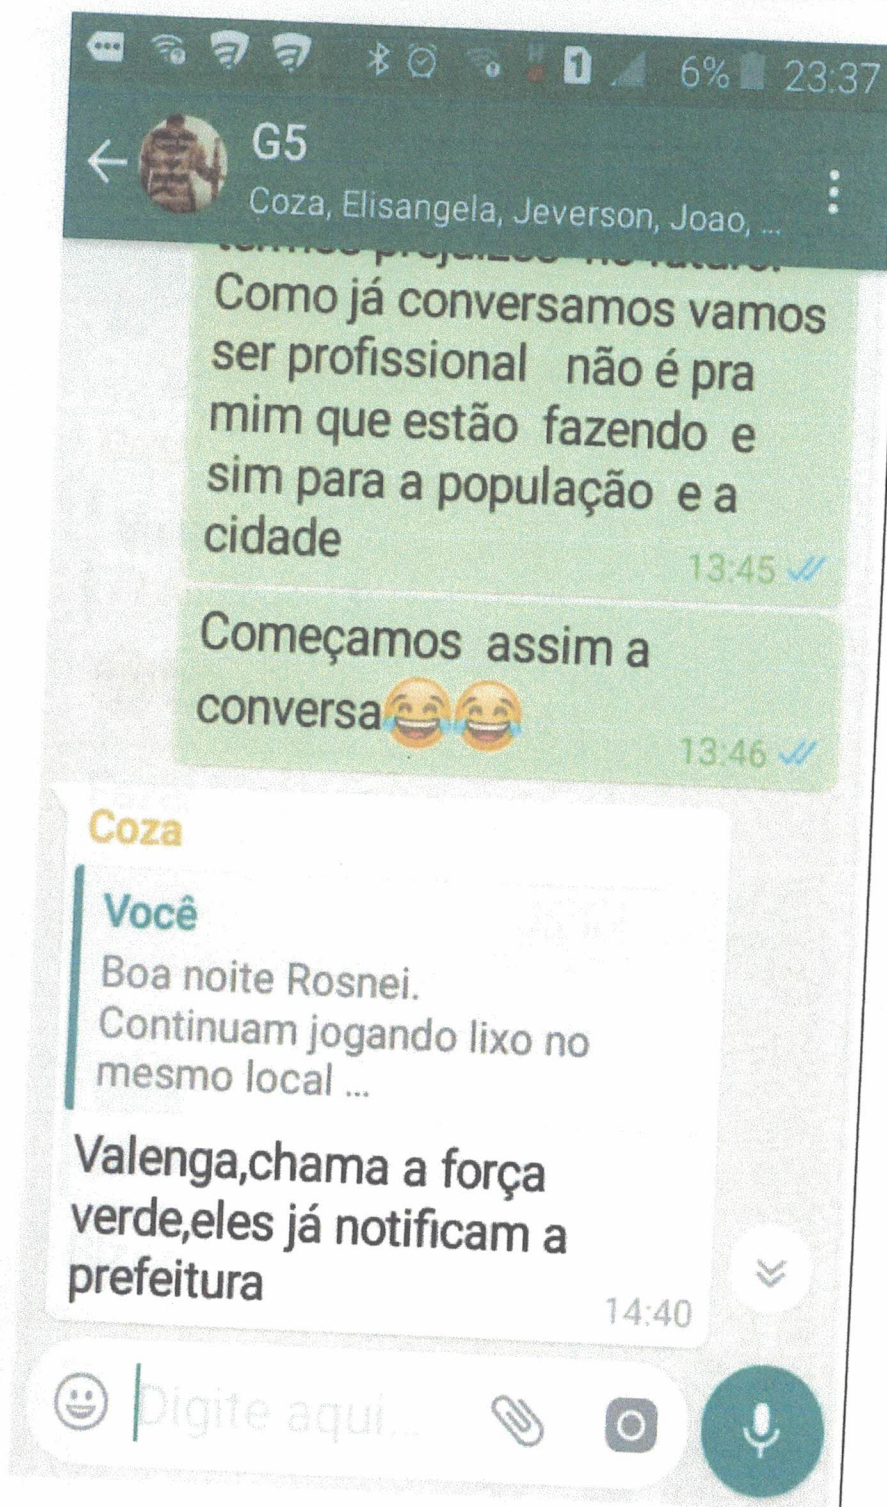 6% 23:37
G5
Coza, Elisangela, Jeverson, Joao, ...
Como já conversamos vamos
ser profissional não é pra
mim que estão fazendo e
sim para a população e a
cidade
13:45
Começamos assim a
conversa😂😂
13:46
Coza
Você
Boa noite Rosnei.
Continuam jogando lixo no
mesmo local ...
Valenga,chama a força
verde,eles já notificam a
prefeitura
14:40
Digite aqui...